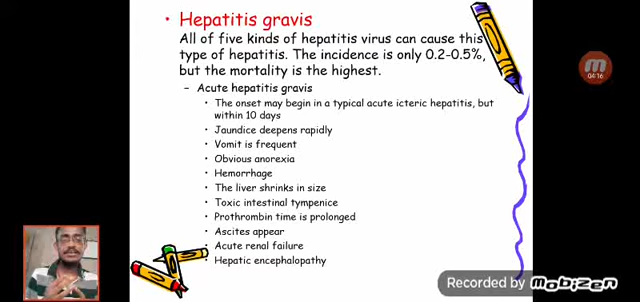 • Hepatitis gravis
All of five kinds of hepatitis virus can cause this
type of hepatitis. The incidence is only 0.2-0.5%,
but the mortality is the highest.
– Acute hepatitis gravis
• The onset may begin in a typical acute icteric hepatitis, but
within 10 days
• Jaundice deepens rapidly
• Vomit is frequent
• Obvious anorexia
• Hemorrhage
• The liver shrinks in size
• Toxic intestinal tympenice
• Prothrombin time is prolonged
• Ascites appear
• Acute renal failure
• Hepatic encephalopathy
04:16
Recorded by mobizen